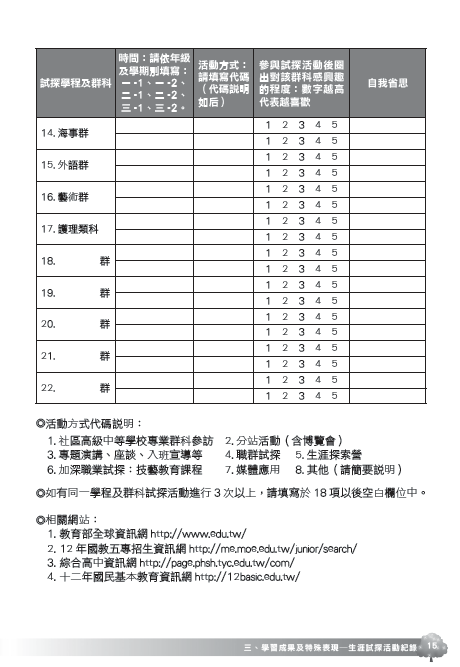 試探學程及群科
時間：請依年級
及學期別填寫：
一 -1、一 -2、
二 -1、二 -2、
三 -1、三 -2。
活動方式：
請填寫代碼
（代碼說明
如后）
參與試探活動後圈
出對該群科感興趣
的程度：數字越高
代表越喜歡
自我省思
14. 海事群
1 2 3 4 5
1 2 3 4 5
15. 外語群
1 2 3 4 5
1 2 3 4 5
16. 藝術群
1 2 3 4 5
1 2 3 4 5
17. 護理類科
1 2 3 4 5
1 2 3 4 5
18. 群
1 2 3 4 5
1 2 3 4 5
19. 群
1 2 3 4 5
1 2 3 4 5
20. 群
1 2 3 4 5
1 2 3 4 5
21. 群
1 2 3 4 5
1 2 3 4 5
22. 群
1 2 3 4 5
1 2 3 4 5
◎活動方式代碼說明：
1. 社區高級中等學校專業群科參訪 2. 分站活動（含博覽會）
3. 專題演講、座談、入班宣導等 4. 職群試探 5. 生涯探索營
6. 加深職業試探：技藝教育課程 7. 媒體應用 8. 其他（請簡要說明）
◎如有同一學程及群科試探活動進行 3 次以上，請填寫於 18 項以後空白欄位中。
◎相關網站：
1. 教育部全球資訊網 http://www.edu.tw/
2. 12 年國教五專招生資訊網 http://me.moe.edu.tw/junior/search/
3. 綜合高中資訊網 http://page.phsh.tyc.edu.tw/com/
4. 十二年國民基本教育資訊網 http://12basic.edu.tw/
三、學習成果及特殊表現─生涯試探活動紀錄 15